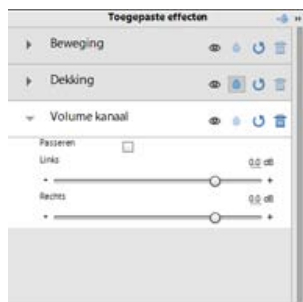 Toegepaste effecten
Beweging
Dekking
Volume kanaal
Passeren
Links 0,0 dB
- +
Rechts 0,0 dB
- +